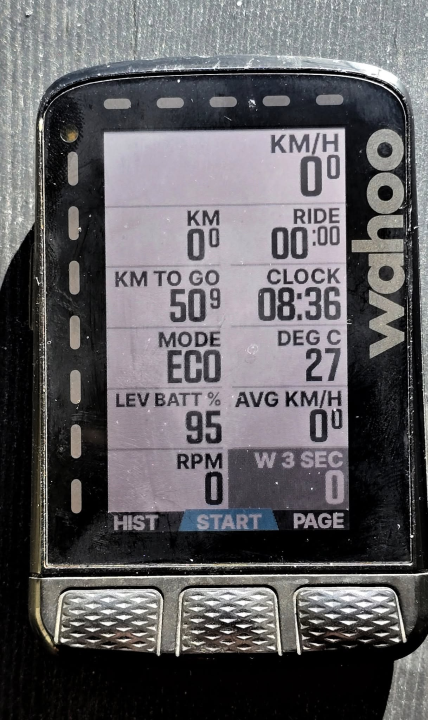 KM/H
0⁰
KM RIDE
0⁰ 00:00
KM TO GO CLOCK
50⁹ 08:36
MODE DEG C
ECO 27
LEV BATT % AVG KM/H
95 0⁰
RPM W 3 SEC
0 0
HIST START PAGE
wahoo